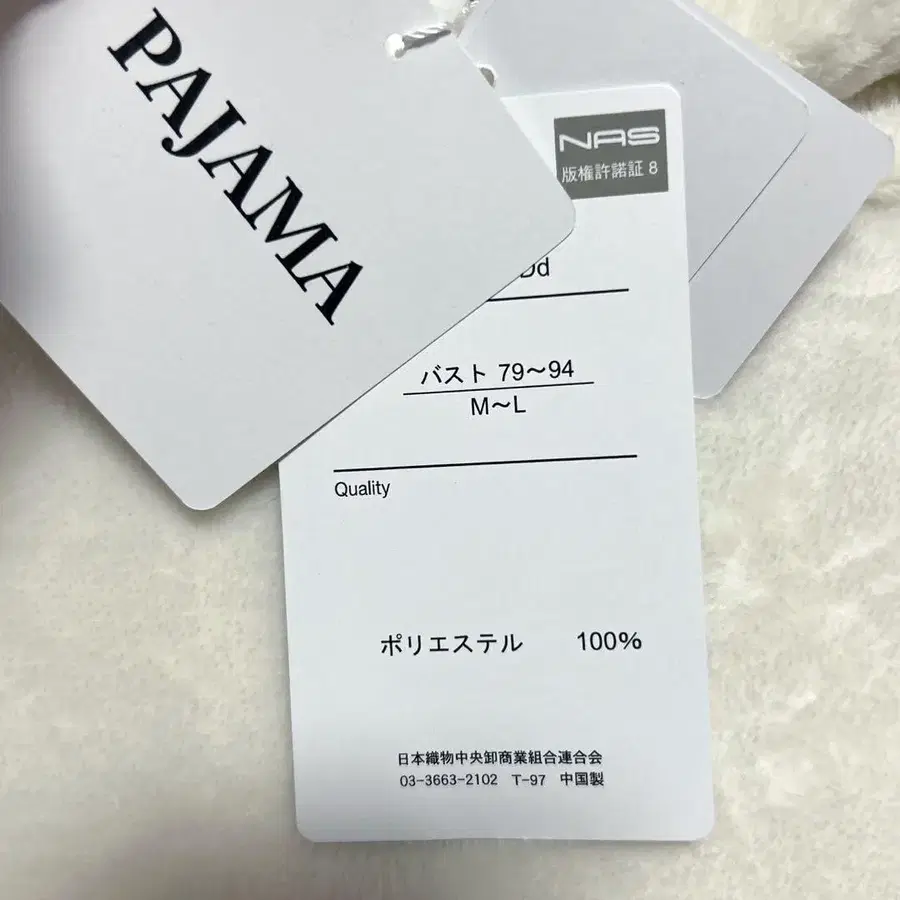 PAJAMA
NAS
版権許諾証 8
バスト 79〜94
M〜L
Quality
ポリエステル 100%
日本織物中央卸商業組合連合会
03-3663-2102 T-97 中国製